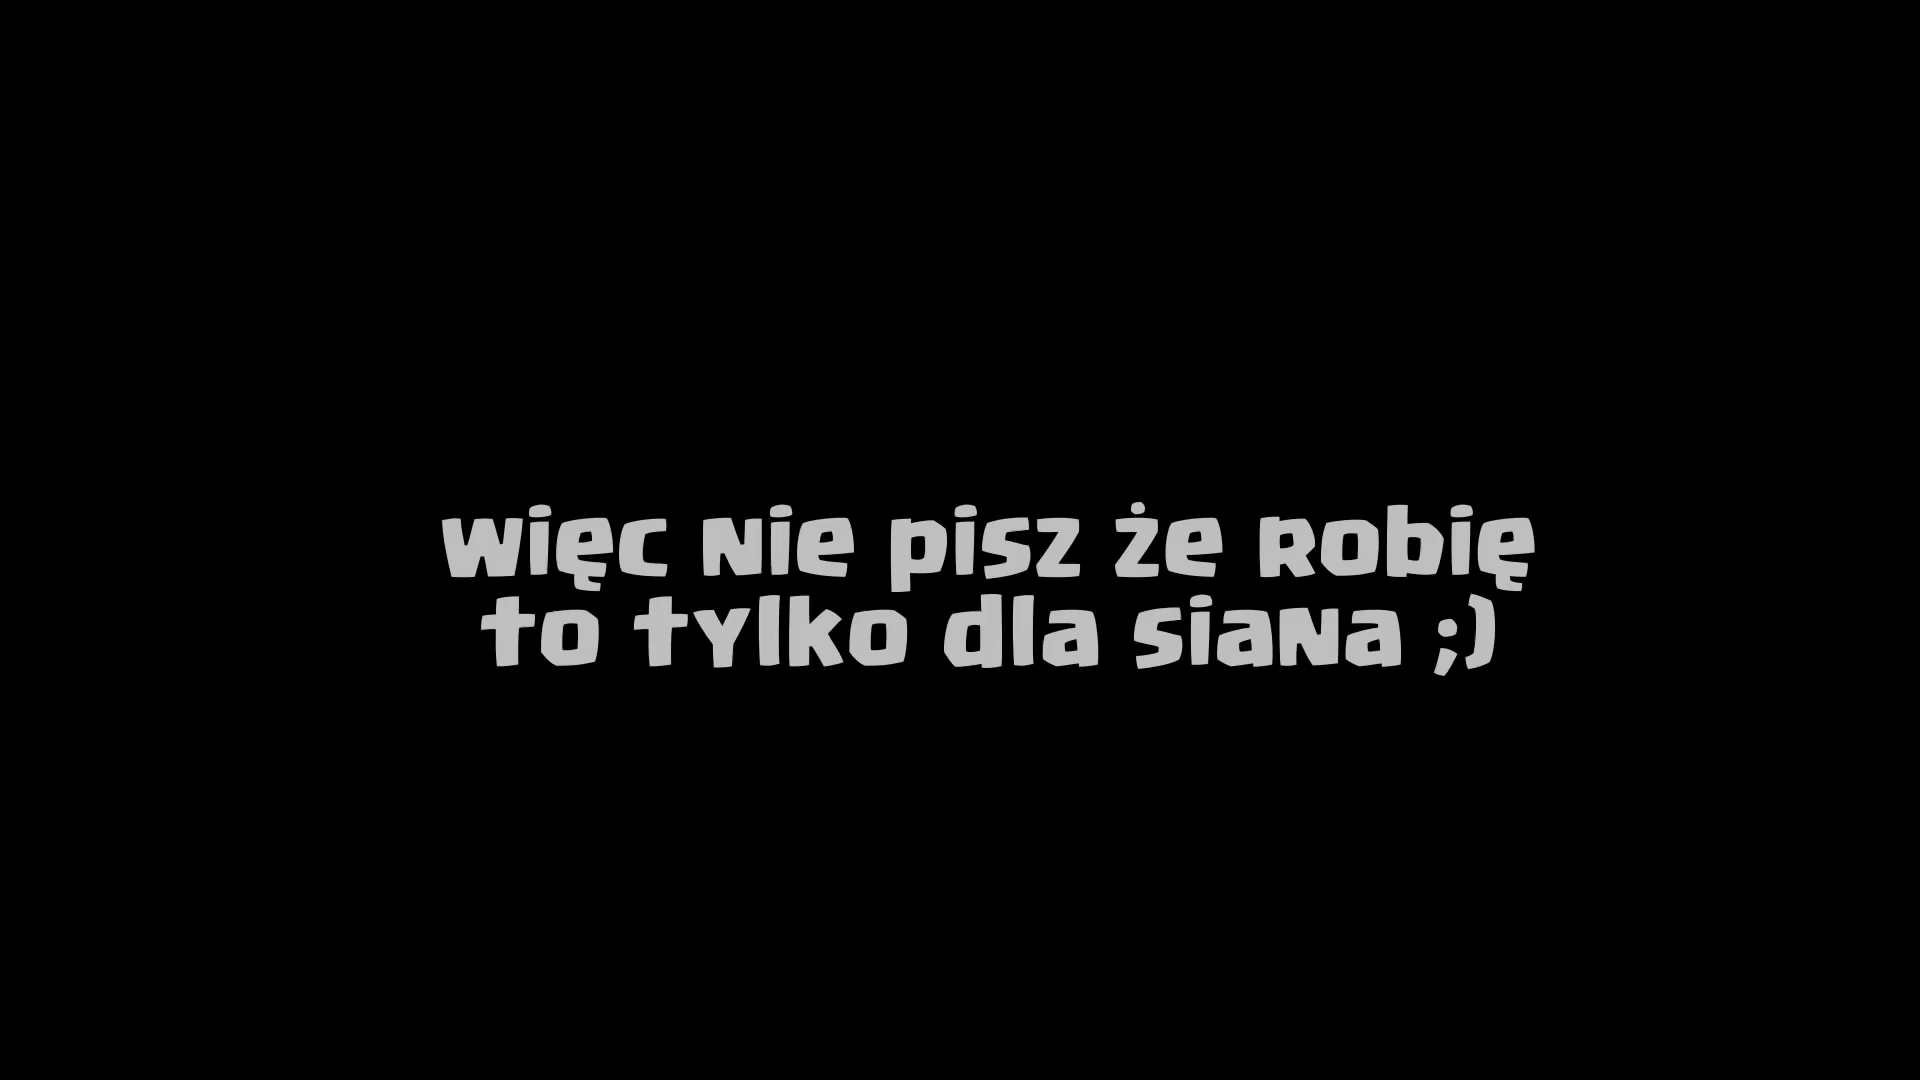 więc nie pisz że robię
to tylko dla siana ;)